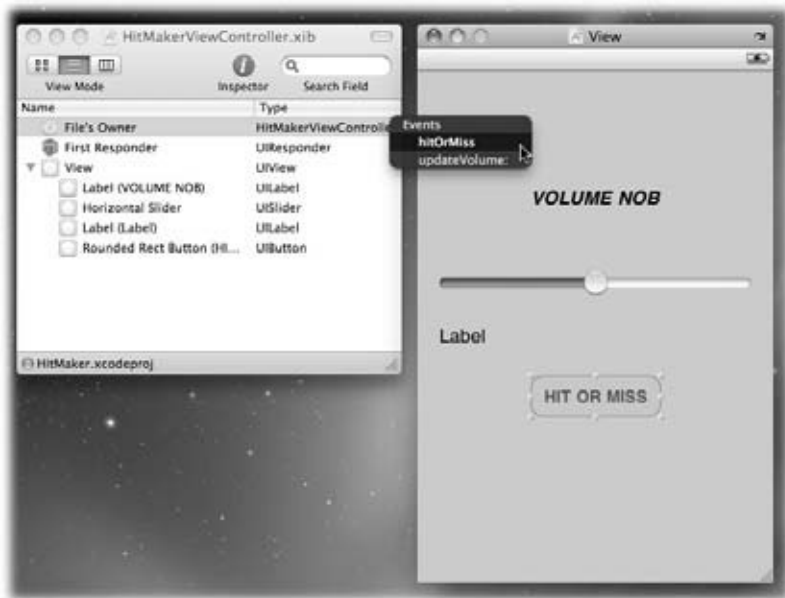 HitMakerViewController.xib
View Mode
Inspector
Search Field
Name
Type
File's Owner
HitMakerViewControlle
First Responder
UIResponder
View
UIView
Label (VOLUME NOB)
UILabel
Horizontal Slider
UISlider
Label (Label)
UILabel
Rounded Rect Button (HI...
UIButton
HitMaker.xcodeproj
Events
hitOrMiss
updateVolume:
View
VOLUME NOB
Label
HIT OR MISS